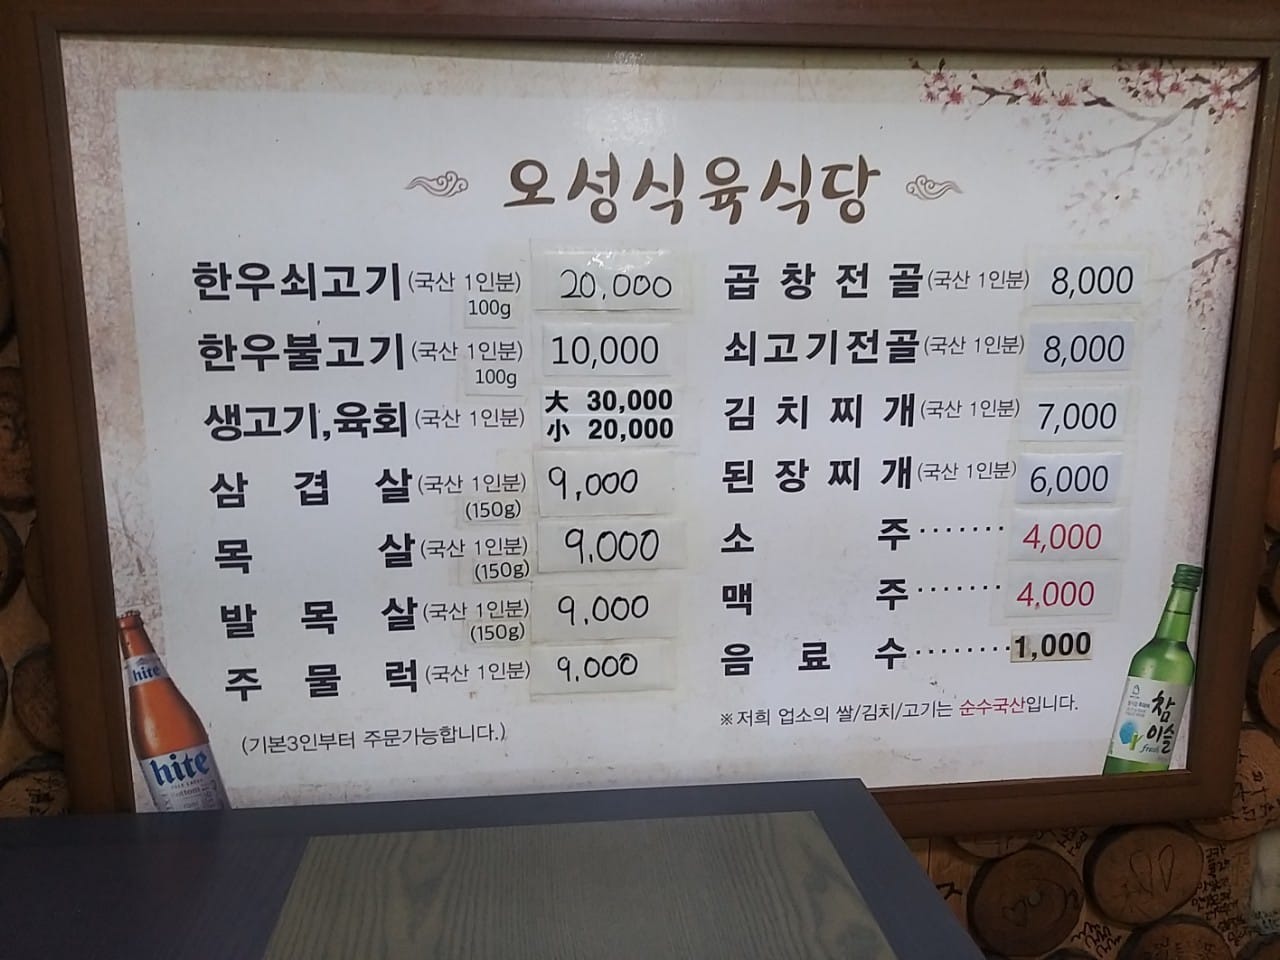 오성식육식당
한우쇠고기(국산 1인분) 20,000
100g
한우불고기(국산 1인분) 10,000
100g
생고기,육회(국산 1인분) 大 30,000
小 20,000
삼겹살(국산 1인분) 9,000
(150g)
목살(국산 1인분) 9,000
(150g)
발목살(국산 1인분) 9,000
(150g)
주물럭(국산 1인분) 9,000
(기본3인부터 주문가능합니다.)
곱창전골(국산 1인분) 8,000
쇠고기전골(국산 1인분) 8,000
김치찌개(국산 1인분) 7,000
된장찌개(국산 1인분) 6,000
소주········ 4,000
맥주········ 4,000
음료수········ 1,000
※저희 업소의 쌀/김치/고기는 순수국산입니다.
hite
hite
참
이슬
fresh